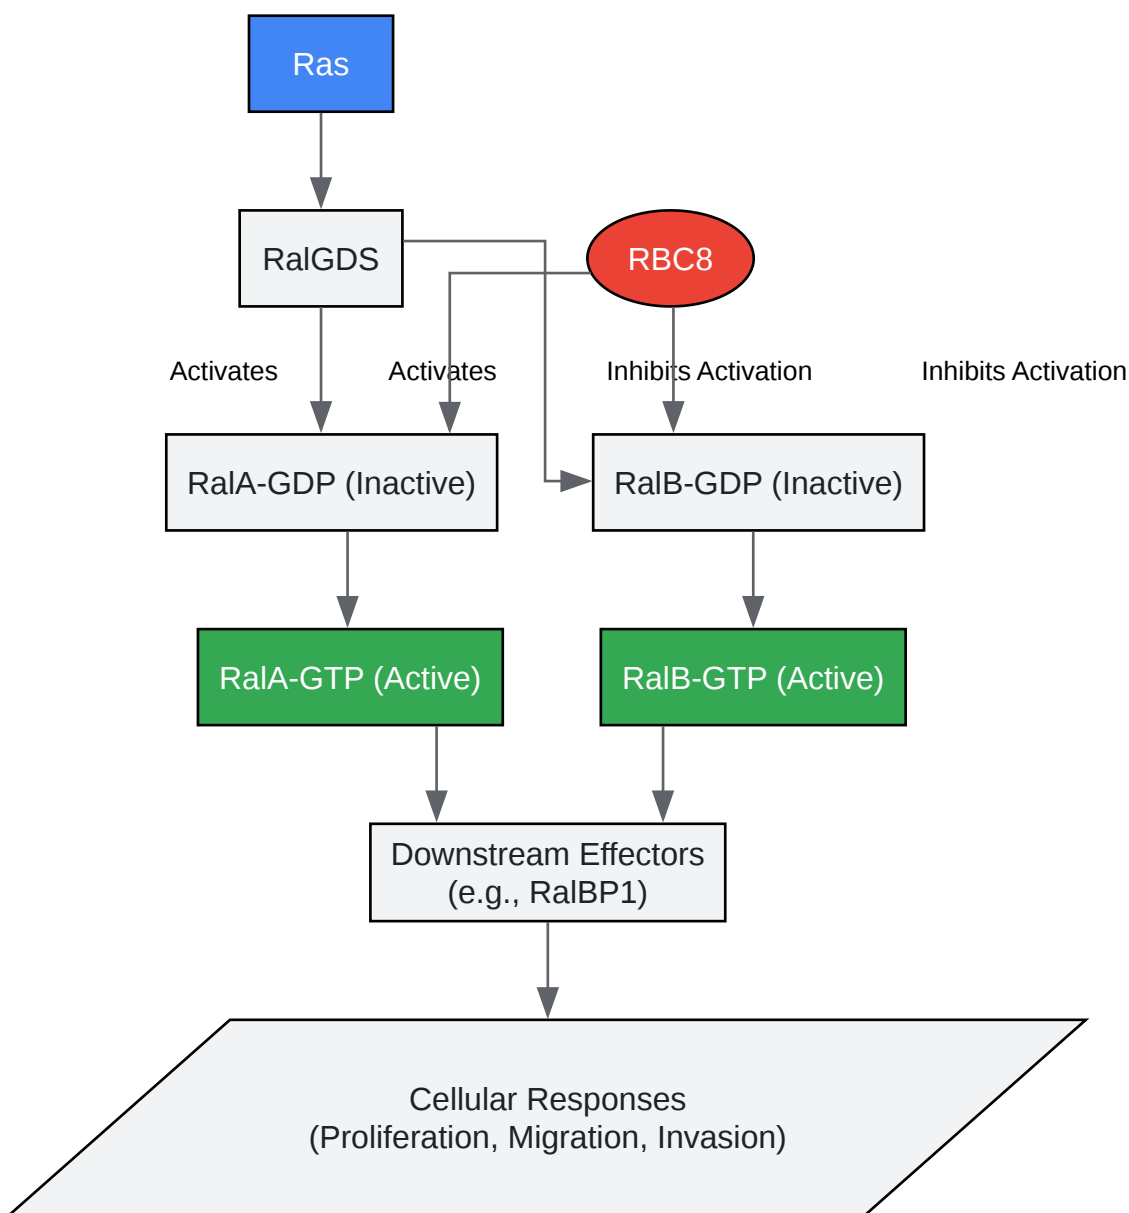 Ras
RalGDS
RBC8
Activates
Activates
Inhibits Activation
Inhibits Activation
RalA-GDP (Inactive)
RalB-GDP (Inactive)
RalA-GTP (Active)
RalB-GTP (Active)
Downstream Effectors
(e.g., RalBP1)
Cellular Responses
(Proliferation, Migration, Invasion)